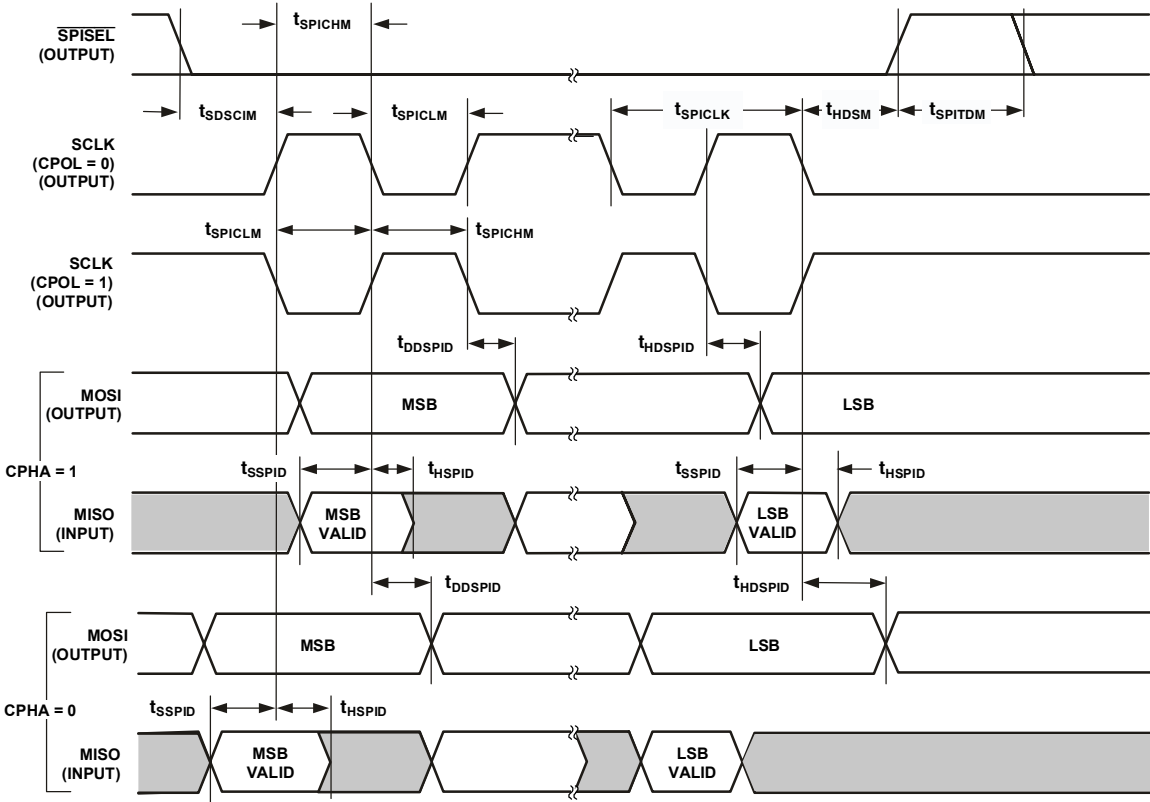 tSPICHM
SPISEL
(OUTPUT)
tSDSCIM
tSPICLM
tSPICLK
tHDSM
tSPITDM
SCLK
(CPOL = 0)
(OUTPUT)
tSPICLM
tSPICHM
SCLK
(CPOL = 1)
(OUTPUT)
tDDSPID
tHDSPID
MOSI
(OUTPUT)
MSB
LSB
CPHA = 1
tSSPID
tHSPID
tSSPID
tHSPID
MISO
(INPUT)
MSB
VALID
LSB
VALID
tDDSPID
tHDSPID
MOSI
(OUTPUT)
MSB
LSB
CPHA = 0
tSSPID
tHSPID
MISO
(INPUT)
MSB
VALID
LSB
VALID